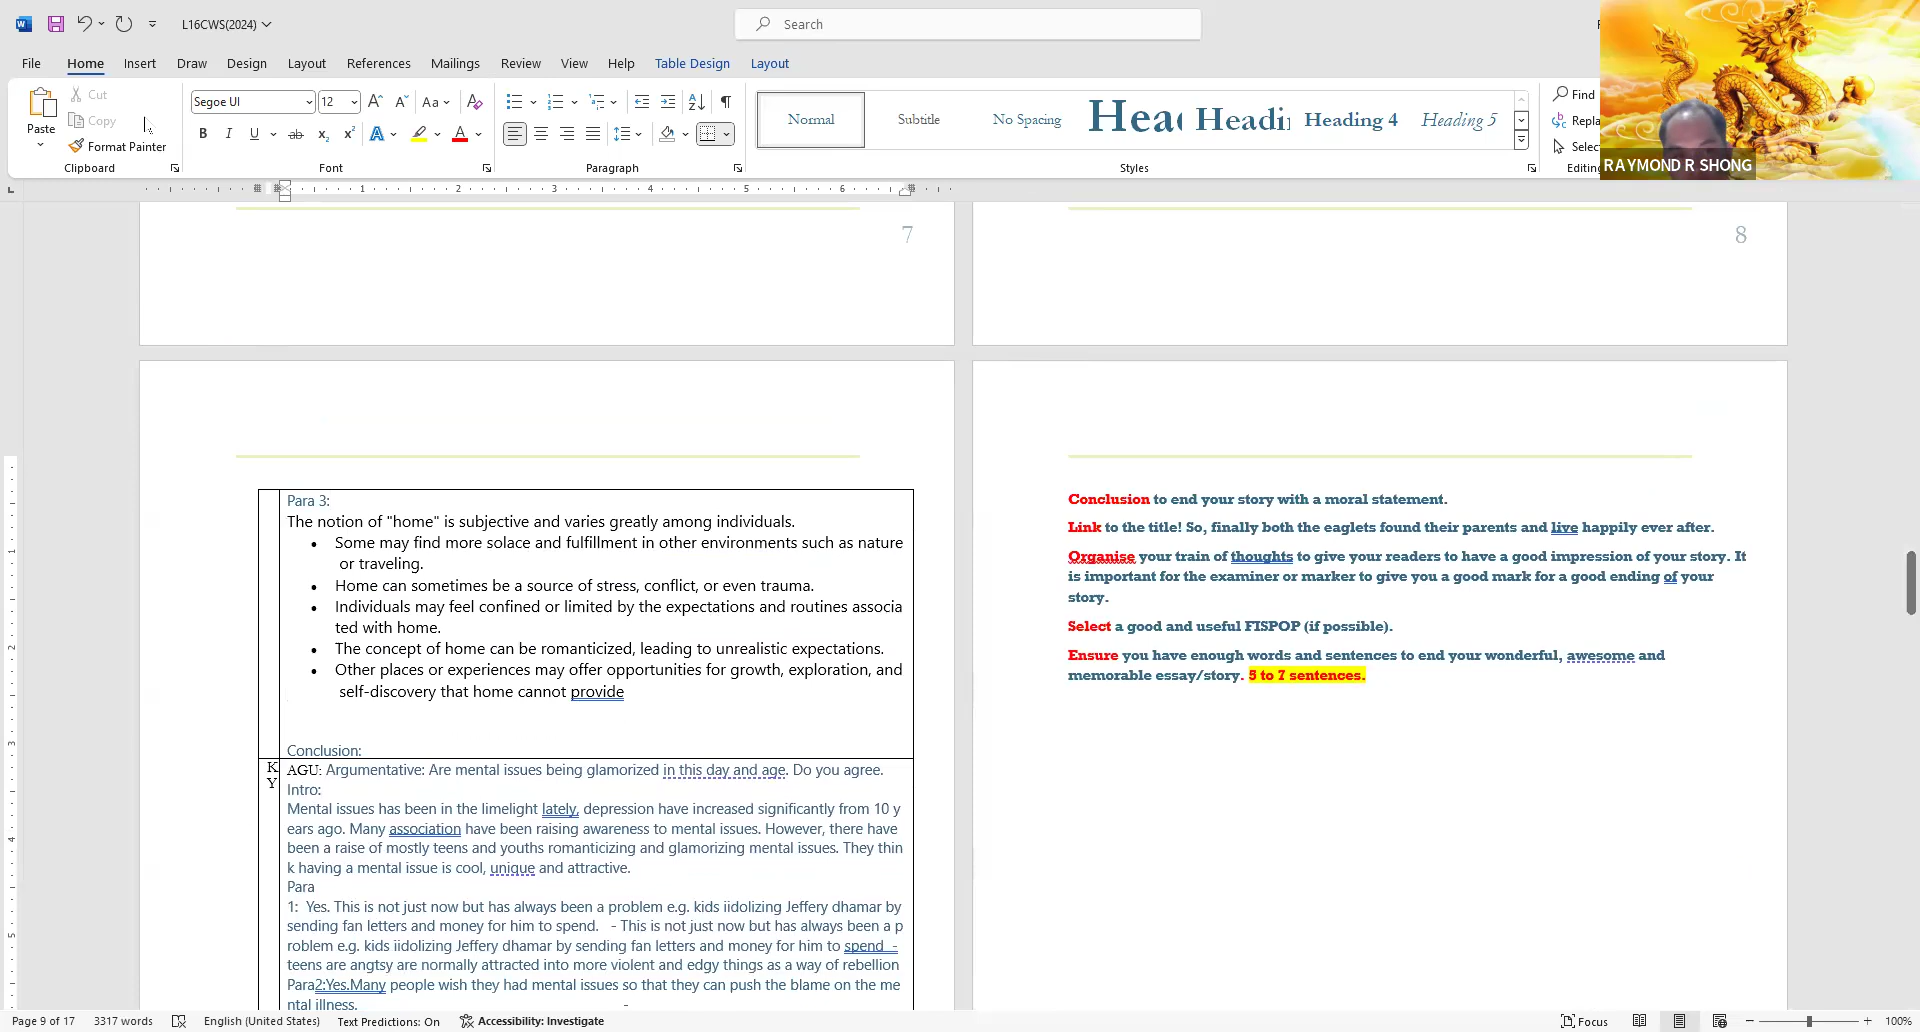 L16CWS(2024)
Search
RAYMOND R SHONG
File Home Insert Draw Design Layout References Mailings Review View Help Table Design Layout
Paste
Cut
Copy
Format Painter
Clipboard
Segoe UI 12
Font
Paragraph
Normal
Subtitle
No Spacing
Heading 4
Heading 5
Styles
Find
Editing
1 2 3 4 5 6
7
8
Para 3:
The notion of "home" is subjective and varies greatly among individuals.
• Some may find more solace and fulfillment in other environments such as nature
or traveling.
• Home can sometimes be a source of stress, conflict, or even trauma.
• Individuals may feel confined or limited by the expectations and routines associa
ted with home.
• The concept of home can be romanticized, leading to unrealistic expectations.
• Other places or experiences may offer opportunities for growth, exploration, and
self-discovery that home cannot provide
Conclusion:
K
Y
AGU: Argumentative: Are mental issues being glamorized in this day and age. Do you agree.
Intro:
Mental issues has been in the limelight lately, depression have increased significantly from 10 y
ears ago. Many association have been raising awareness to mental issues. However, there have
been a raise of mostly teens and youths romanticizing and glamorizing mental issues. They thin
k having a mental issue is cool, unique and attractive.
Para
1: Yes. This is not just now but has always been a problem e.g. kids iidolizing Jeffery dhamar by
sending fan letters and money for him to spend. - This is not just now but has always been a p
roblem e.g. kids iidolizing Jeffery dhamar by sending fan letters and money for him to spend -
teens are angtsy are normally attracted into more violent and edgy things as a way of rebellion
Para2:Yes.Many people wish they had mental issues so that they can push the blame on the me
ntal illness. -
Conclusion to end your story with a moral statement.
Link to the title! So, finally both the eaglets found their parents and live happily ever after.
Organise your train of thoughts to give your readers to have a good impression of your story. It
is important for the examiner or marker to give you a good mark for a good ending of your
story.
Select a good and useful FISPOP (if possible).
Ensure you have enough words and sentences to end your wonderful, awesome and
memorable essay/story. 5 to 7 sentences.
Page 9 of 17 3317 words English (United States) Text Predictions: On Accessibility: Investigate
Focus
100%